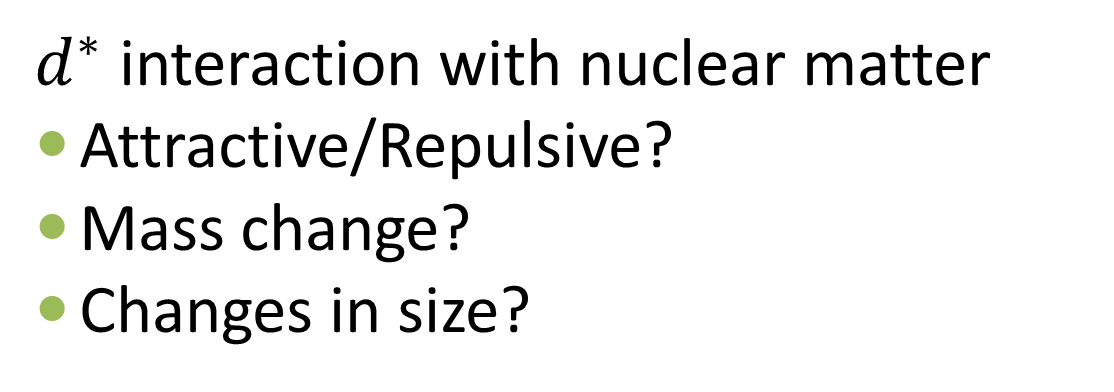 d* interaction with nuclear matter
• Attractive/Repulsive?
• Mass change?
• Changes in size?